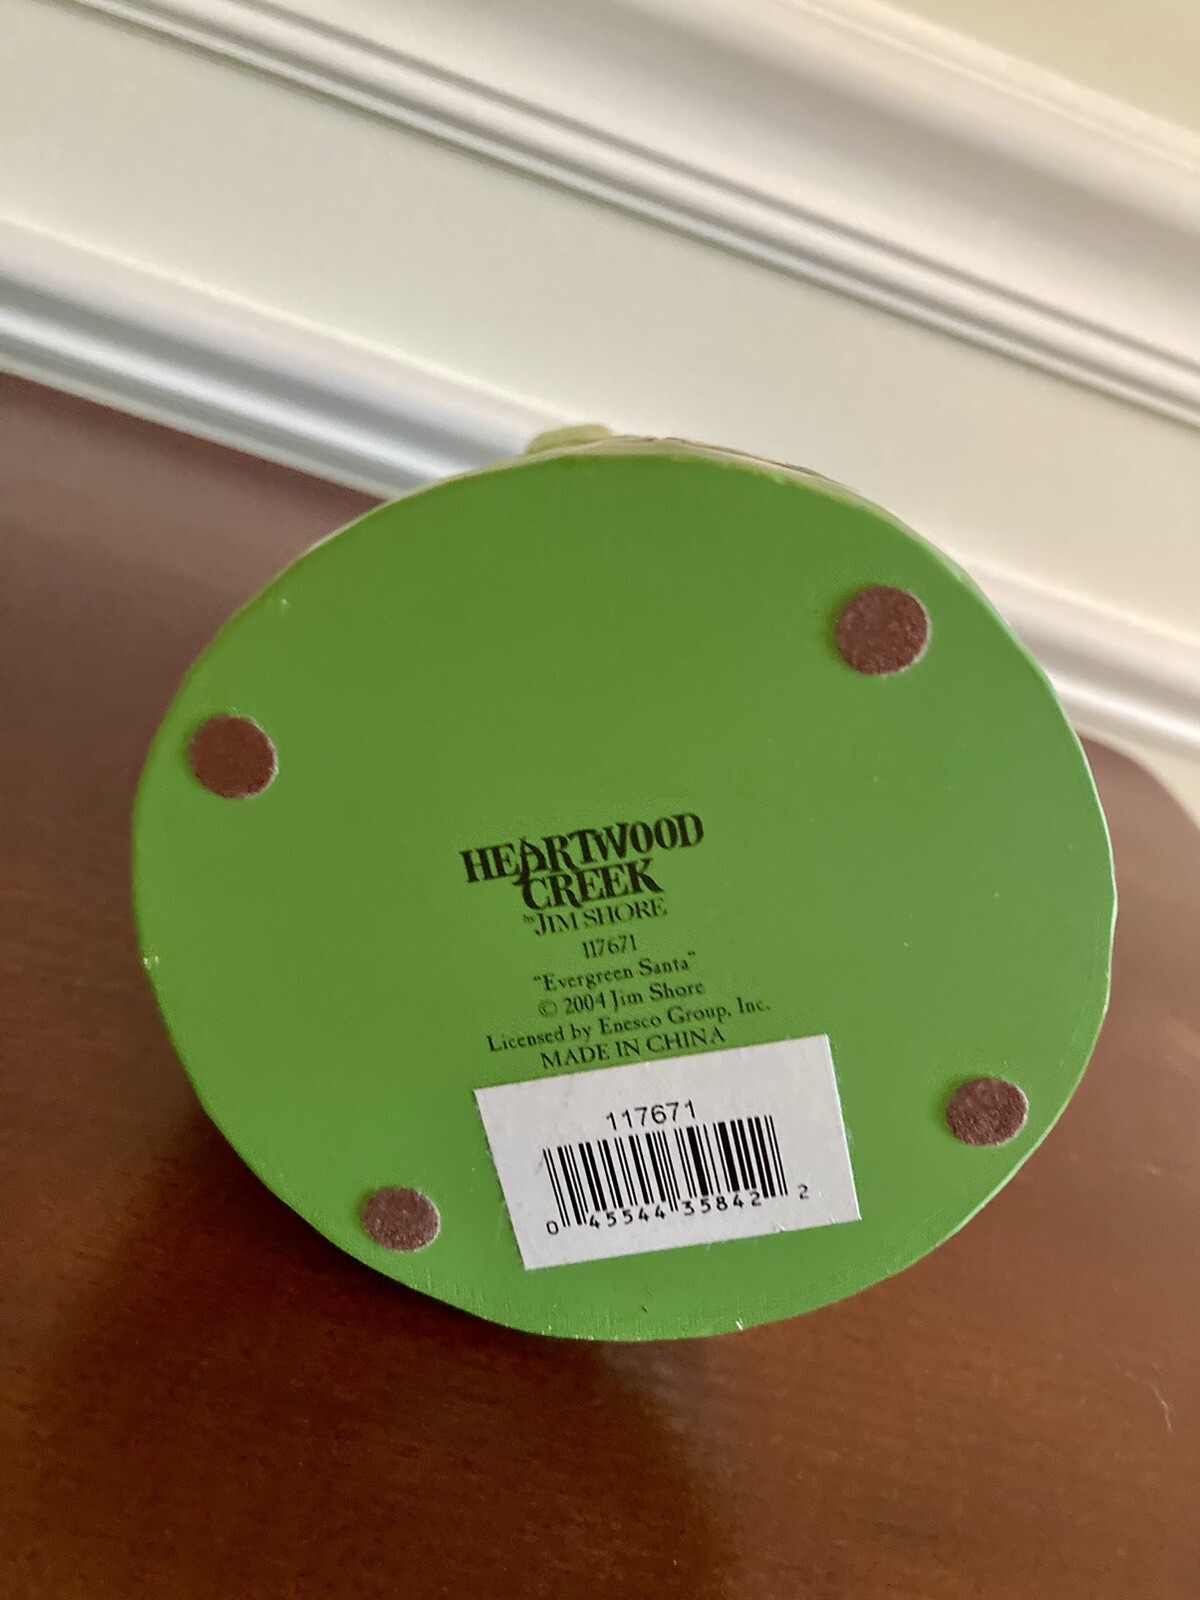 HEARTWOOD
CREEK
by JIM SHORE
117671
"Evergreen Santa"
© 2004 Jim Shore
Licensed by Enesco Group, Inc.
MADE IN CHINA
117671
0 45544 35842 2